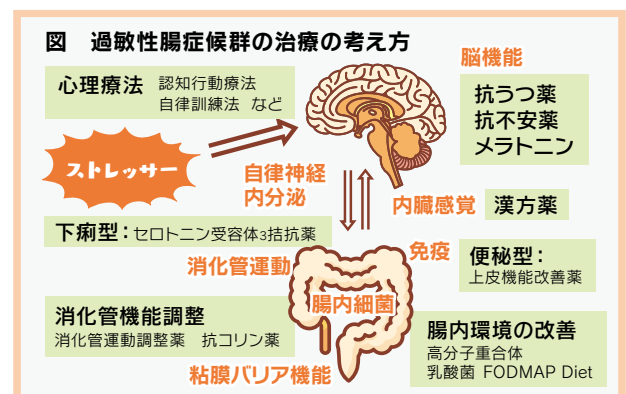 図　過敏性腸症候群の治療の考え方
心理療法　認知行動療法
自律訓練法　など
脳機能
抗うつ薬
抗不安薬
メラトニン
ストレッサー
自律神経
内分泌
内臓感覚
漢方薬
下痢型：セロトニン受容体3拮抗薬
消化管運動
免疫
便秘型：
上皮機能改善薬
腸内細菌
消化管機能調整
消化管運動調整薬　抗コリン薬
粘膜バリア機能
腸内環境の改善
高分子重合体
乳酸菌 FODMAP Diet